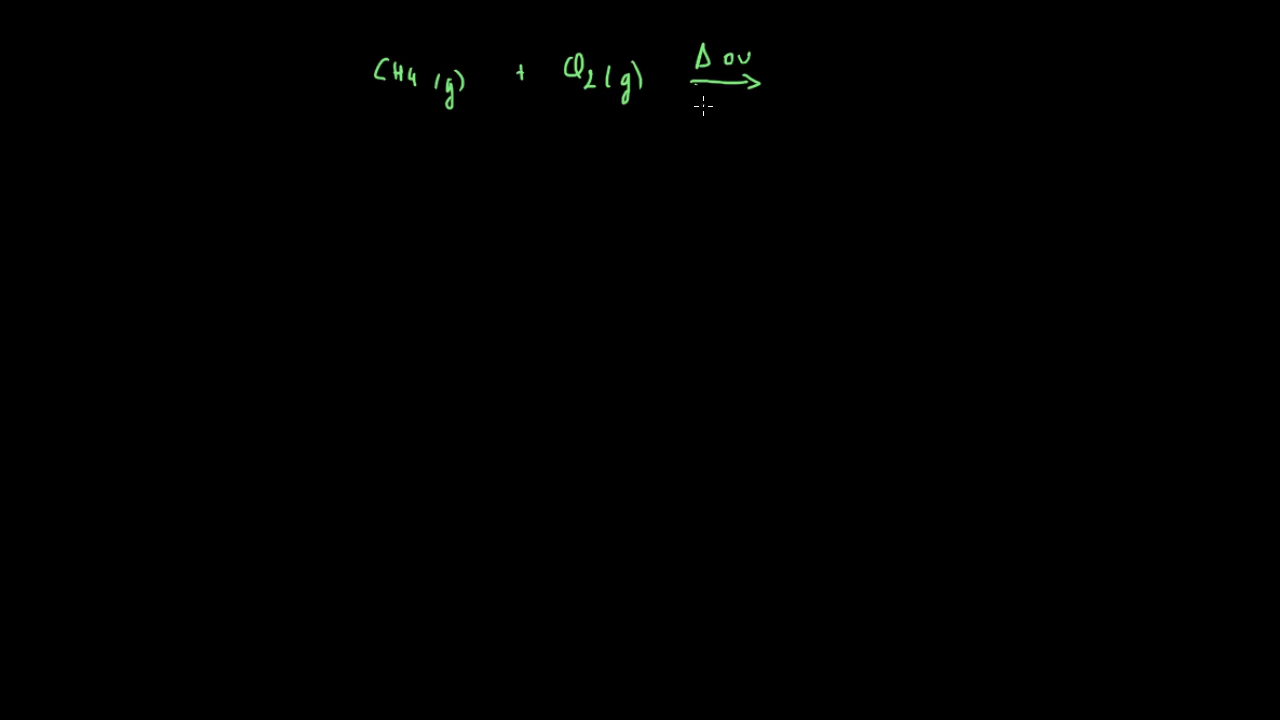 CH4 (g) + Cl2 (g) Δ ou →